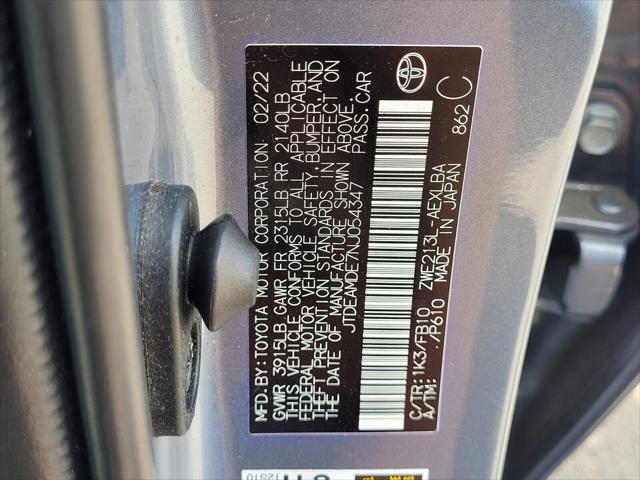 MFD.BY:TOYOTA MOTOR CORPORATION 02/22
GVWR 3915LB GAWR FR 2315LB RR 2140LB
THIS VEHICLE CONFORMS TO ALL APPLICABLE
FEDERAL MOTOR VEHICLE SAFETY, BUMPER, AND
THEFT PREVENTION STANDARDS IN EFFECT ON
THE DATE OF MANUFACTURE SHOWN ABOVE.
JTDEAMDE7NJ054347 PASS.CAR
C/TR:1K3/FB10 ZWE213L-AEXLBA
A/TM: /P610 MADE IN JAPAN 862 C
12S10